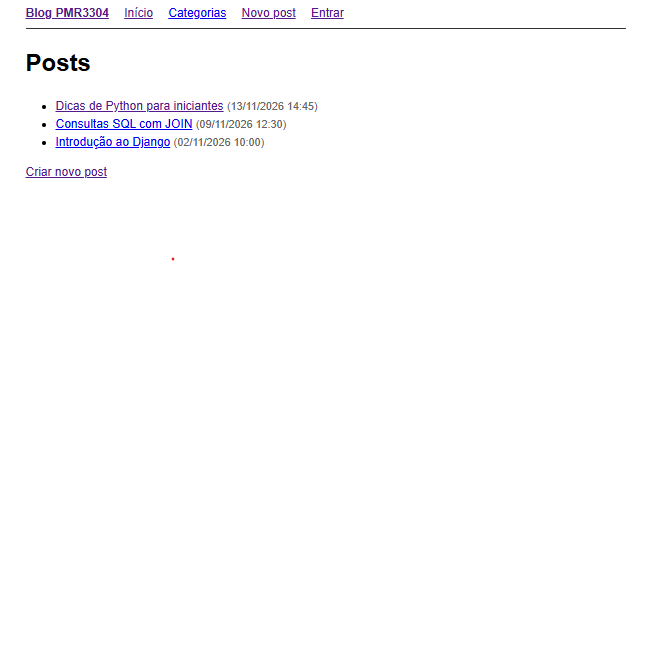 Blog PMR3304 Início Categorias Novo post Entrar
Posts
Dicas de Python para iniciantes (13/11/2026 14:45)
Consultas SQL com JOIN (09/11/2026 12:30)
Introdução ao Django (02/11/2026 10:00)
Criar novo post